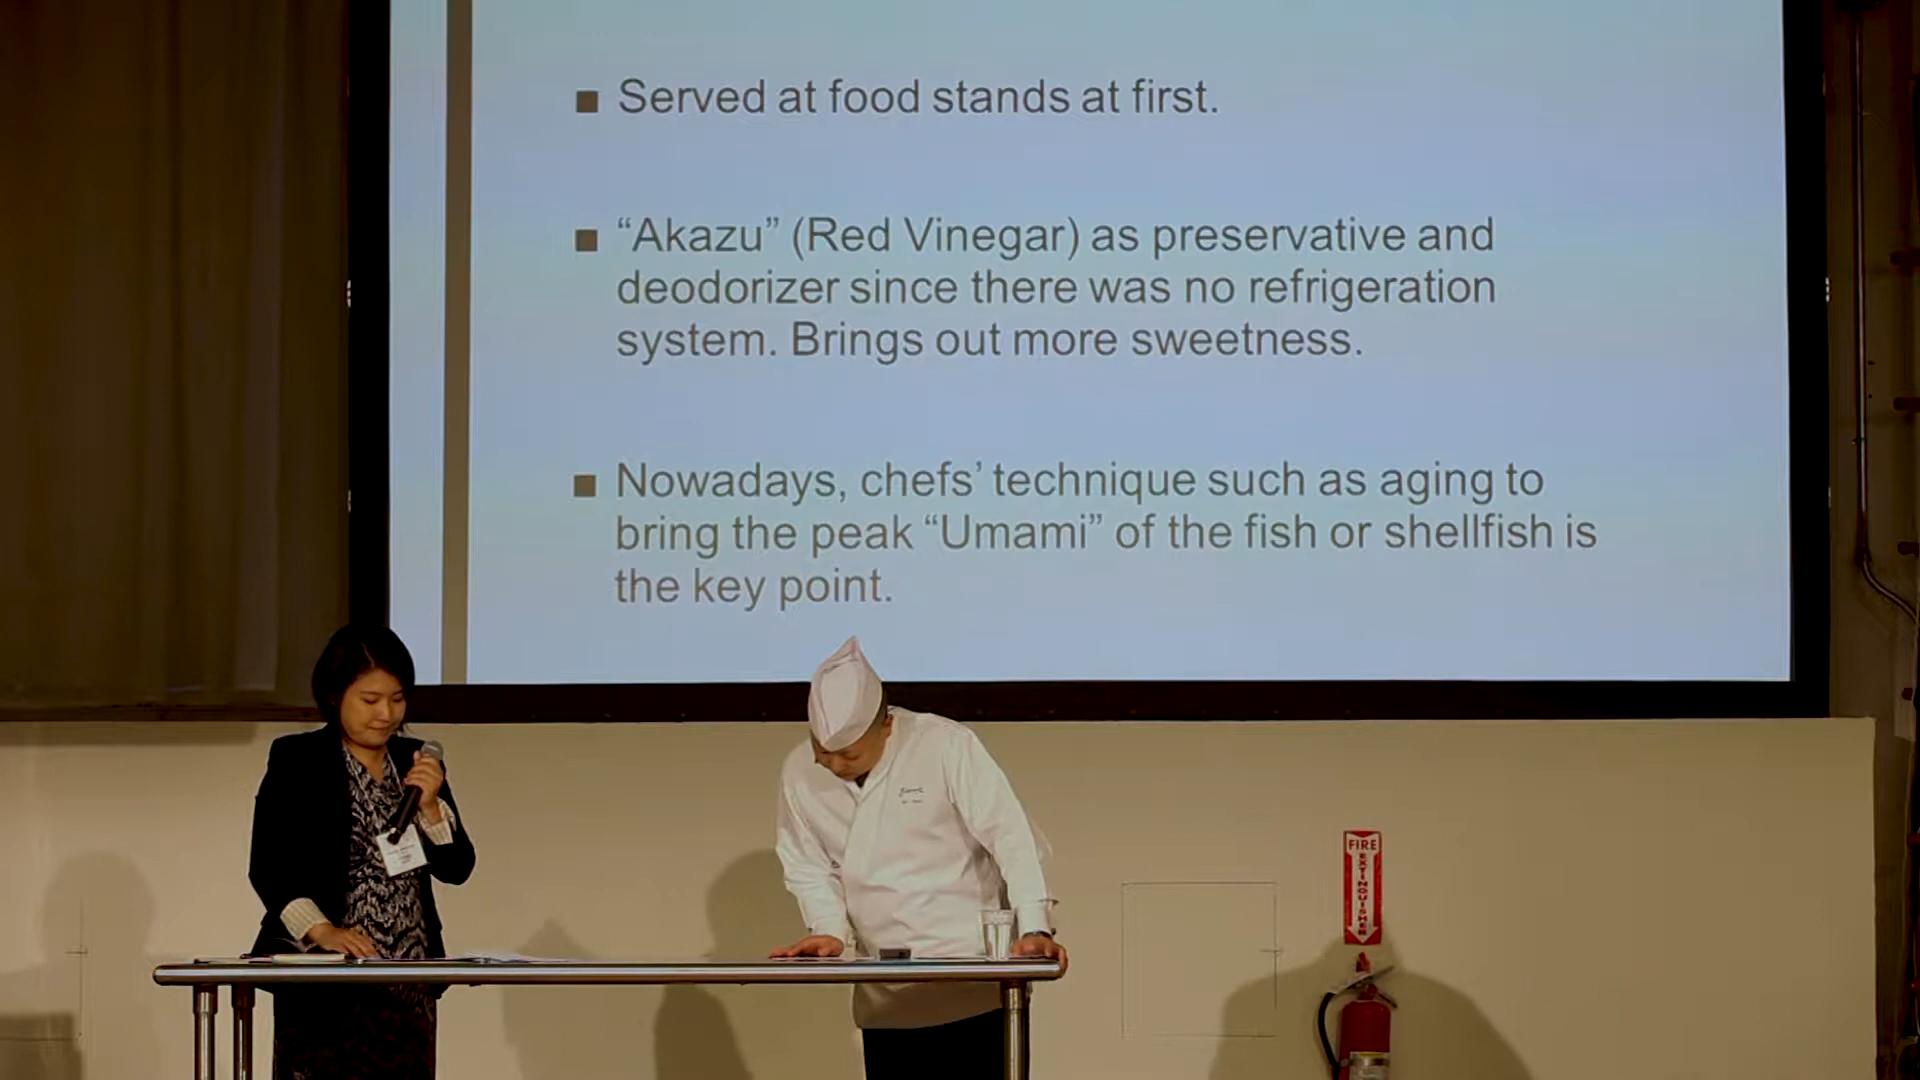 ■ Served at food stands at first.
■ “Akazu” (Red Vinegar) as preservative and
deodorizer since there was no refrigeration
system. Brings out more sweetness.
■ Nowadays, chefs’ technique such as aging to
bring the peak “Umami” of the fish or shellfish is
the key point.
FIRE
EXTINGUISHER